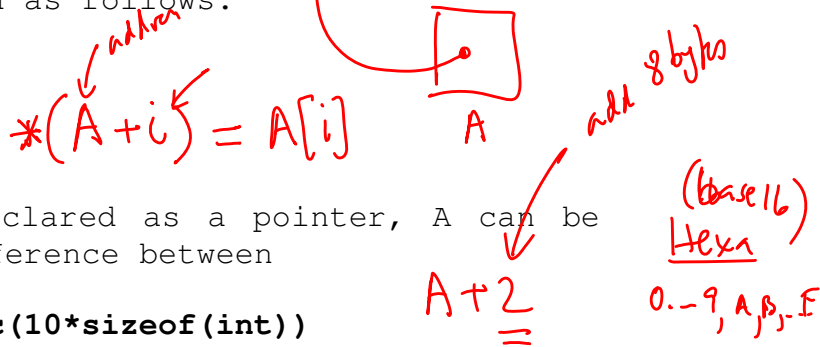 d as follows:
address
*(A+i) = A[i]
A
add 8 bytes
clared as a pointer, A can be
ference between
A+2
c(10*sizeof(int))
(base 16)
Hexa
0.-9, A,B,-F